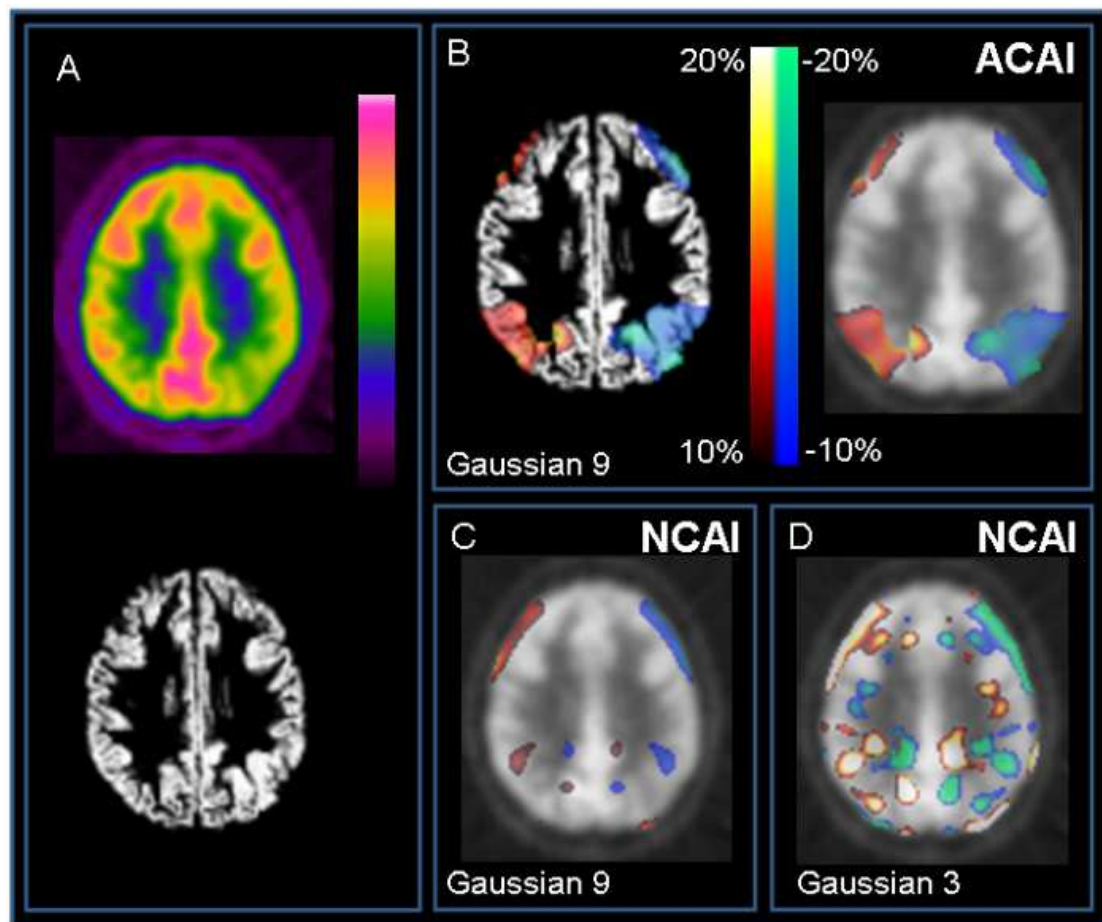 A
B
20%
-20%
ACAI
10%
-10%
Gaussian 9
C
NCAI
Gaussian 9
D
NCAI
Gaussian 3